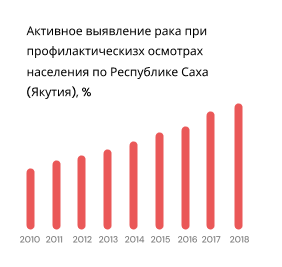 Активное выявление рака при
профилактическизх осмотрах
населения по Республике Саха
(Якутия), %
2010 2011 2012 2013 2014 2015 2016 2017 2018